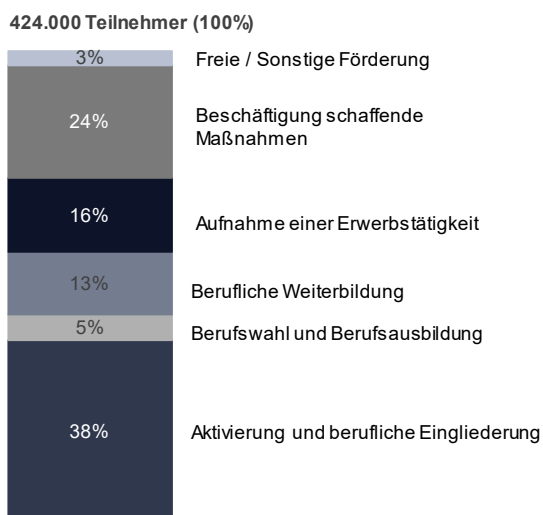 424.000 Teilnehmer (100%)
3% Freie / Sonstige Förderung
24% Beschäftigung schaffende
Maßnahmen
16% Aufnahme einer Erwerbstätigkeit
13% Berufliche Weiterbildung
5% Berufswahl und Berufsausbildung
38% Aktivierung und berufliche Eingliederung